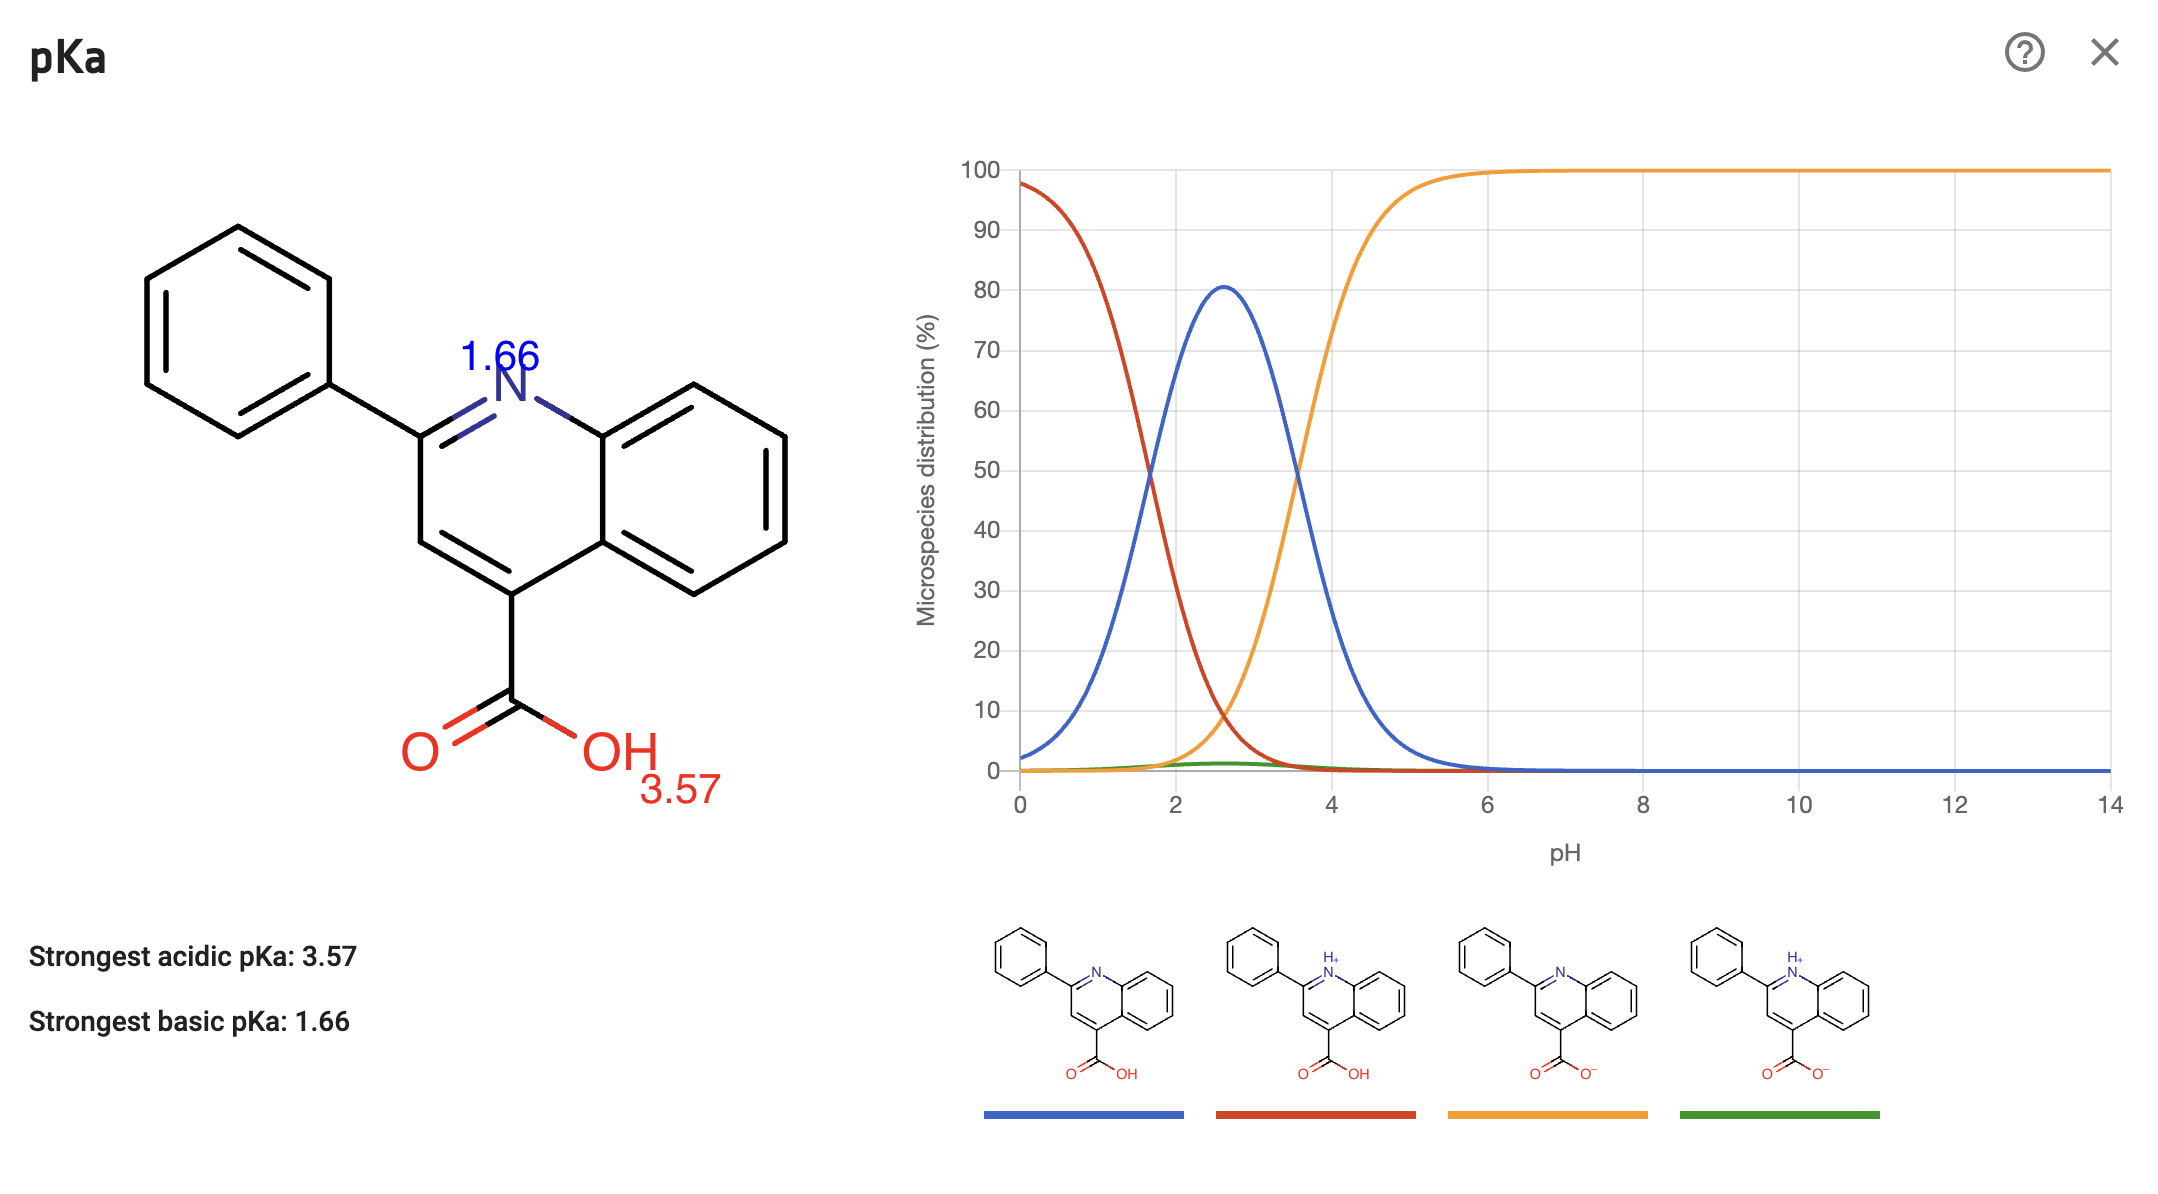 pKa
1.66
N
O
OH
3.57
Strongest acidic pKa: 3.57
Strongest basic pKa: 1.66
Microspecies distribution (%)
100
90
80
70
60
50
40
30
20
10
0
0 2 4 6 8 10 12 14
pH
N
O
OH
H+
N
O
OH
N
O
O−
H+
N
O
O−